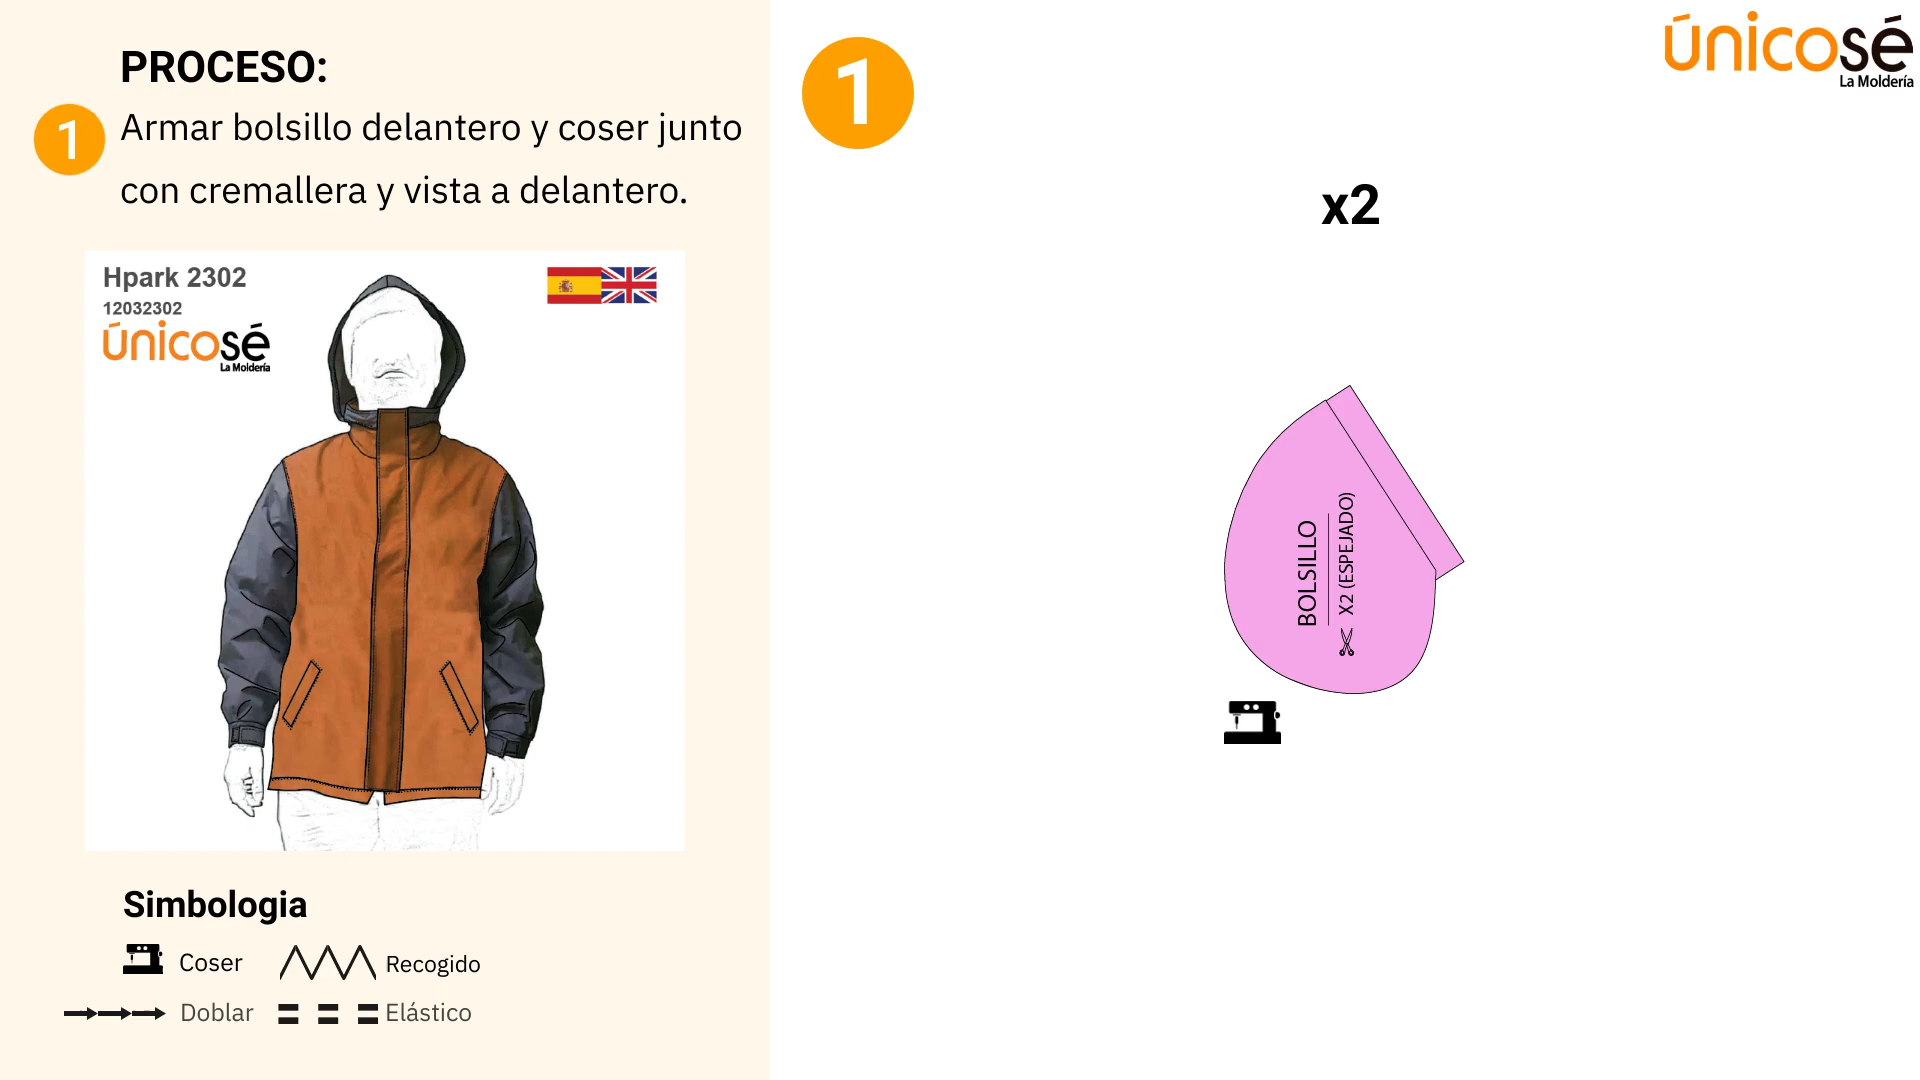 PROCESO:
1
Armar bolsillo delantero y coser junto
con cremallera y vista a delantero.
Hpark 2302
12032302
únicosé
La Moldería
Simbologia
Coser
Recogido
Doblar
Elástico
1
únicosé
La Moldería
x2
BOLSILLO
X2 (ESPEJADO)